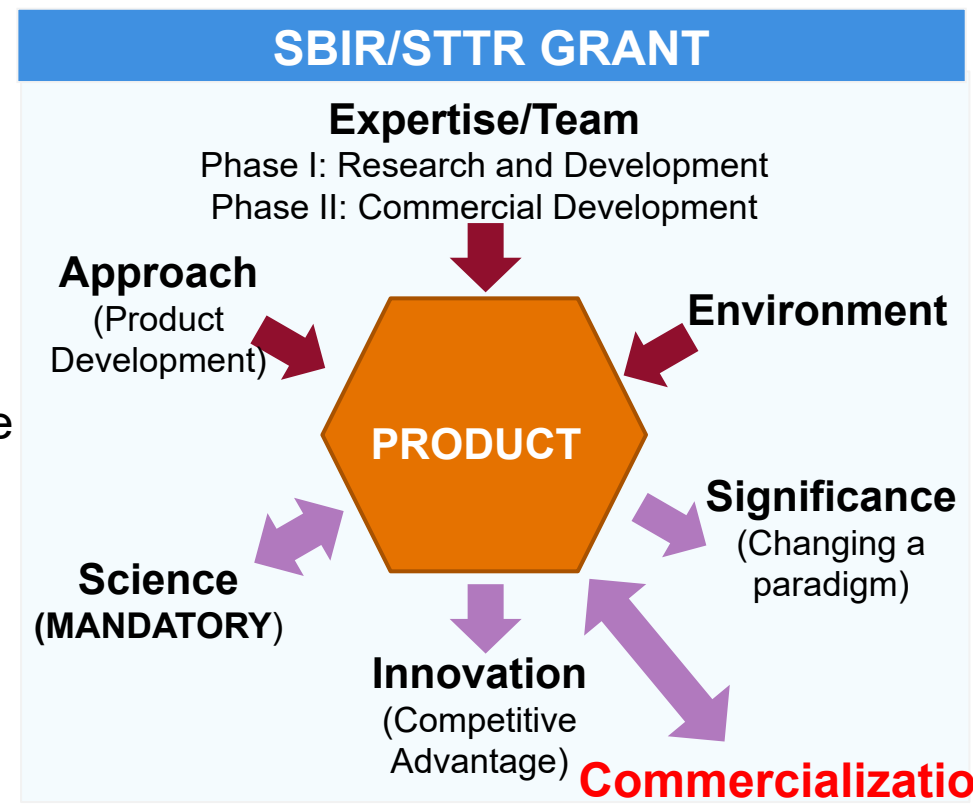 SBIR/STTR GRANT
Expertise/Team
Phase I: Research and Development
Phase II: Commercial Development
Approach
(Product
Development)
Environment
e
PRODUCT
Significance
(Changing a
paradigm)
Science
(MANDATORY)
Innovation
(Competitive
Advantage)
Commercializatio